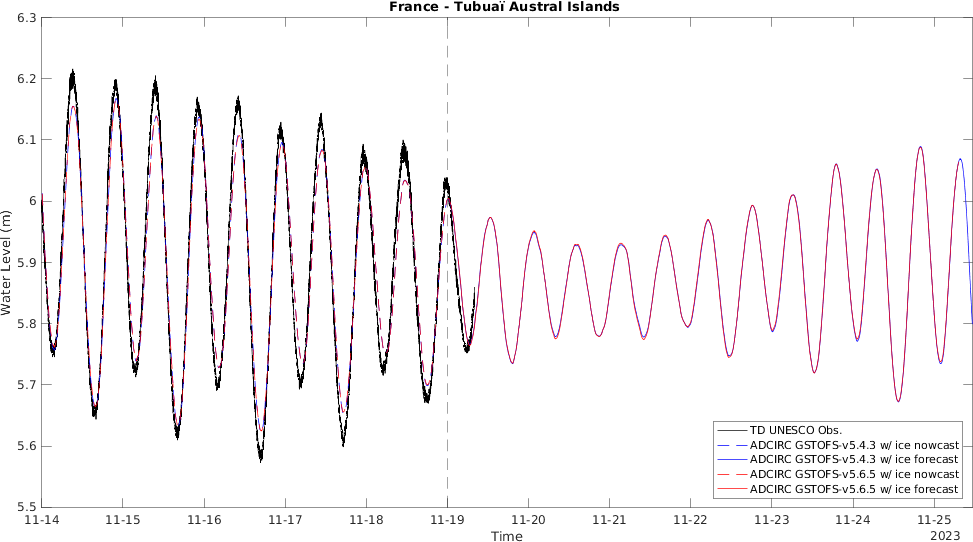 France - Tubuaï Austral Islands
6.3
6.2
6.1
6
5.9
5.8
5.7
5.6
5.5
Water Level (m)
TD UNESCO Obs.
ADCIRC GSTOFS-v5.4.3 w/ ice nowcast
ADCIRC GSTOFS-v5.4.3 w/ ice forecast
ADCIRC GSTOFS-v5.6.5 w/ ice nowcast
ADCIRC GSTOFS-v5.6.5 w/ ice forecast
11-14 11-15 11-16 11-17 11-18 11-19 11-20 11-21 11-22 11-23 11-24 11-25
Time
2023